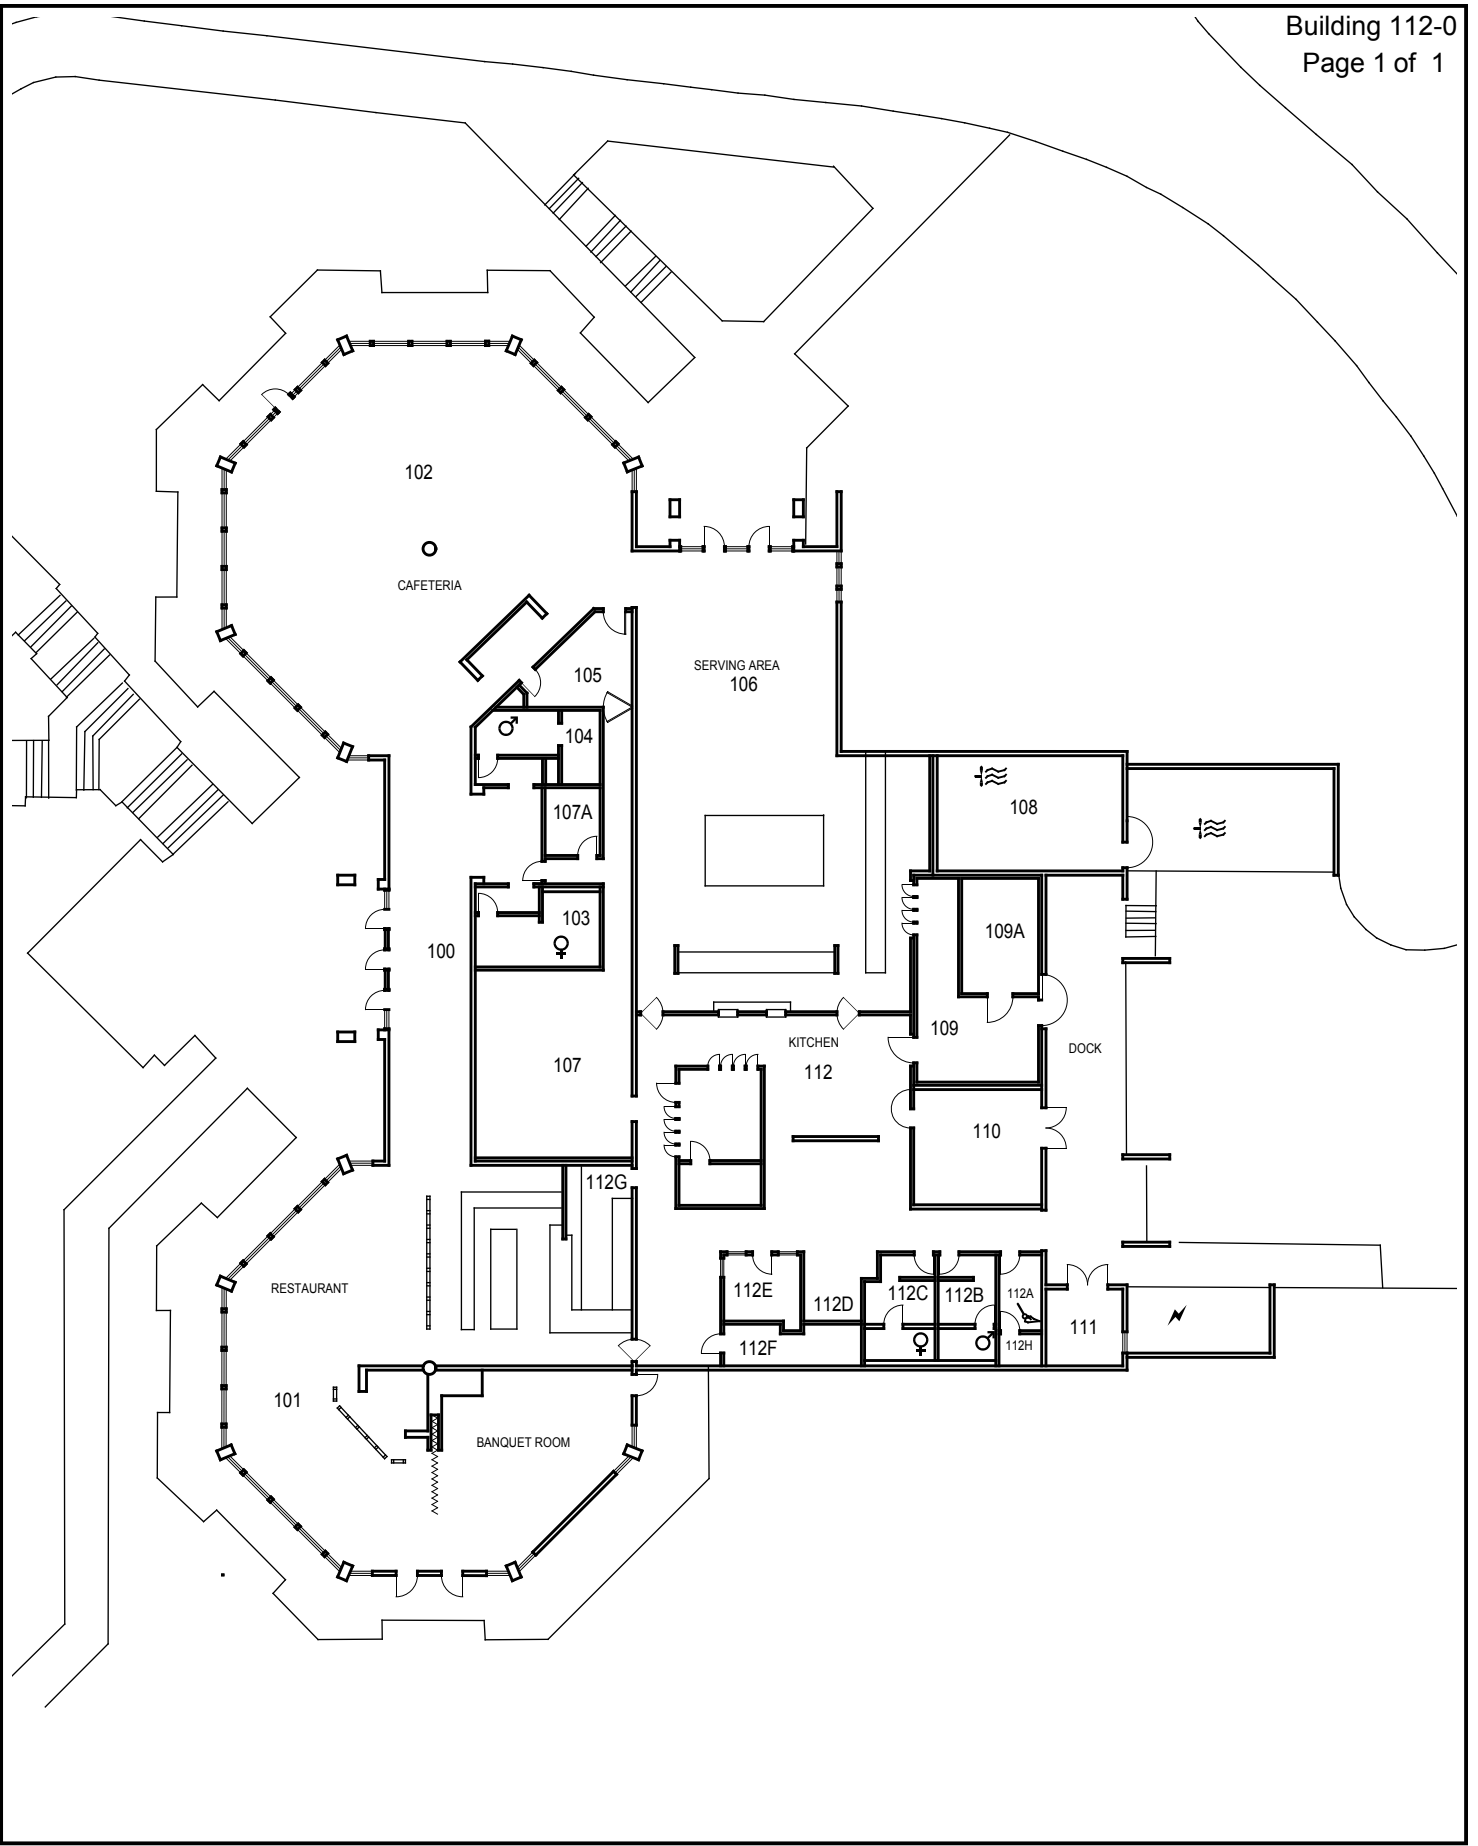 Building 112-0
Page 1 of 1
102
CAFETERIA
105
SERVING AREA
106
104
107A
108
103
100
109A
109
KITCHEN
112
DOCK
107
110
112G
RESTAURANT
112E
112D
112C
112B
112A
111
112F
112H
101
BANQUET ROOM